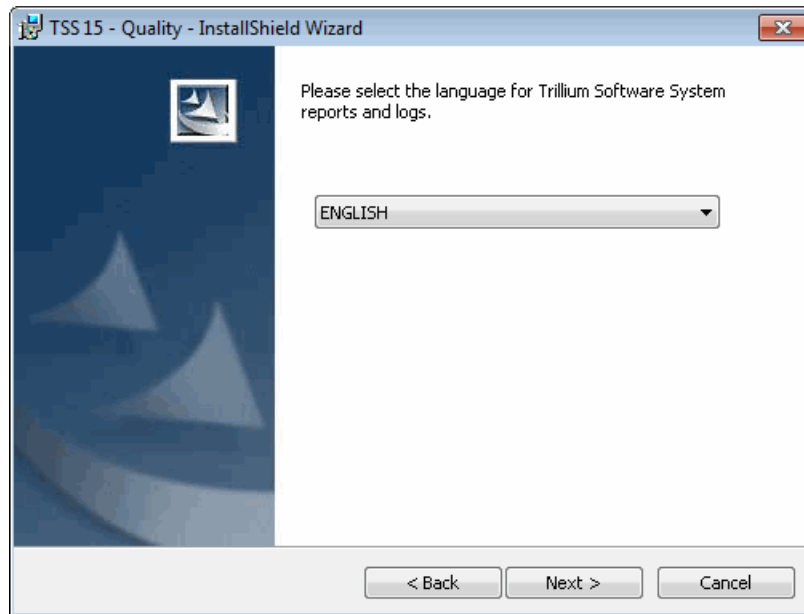 TSS 15 - Quality - InstallShield Wizard
Please select the language for Trillium Software System
reports and logs.
ENGLISH
< Back
Next >
Cancel